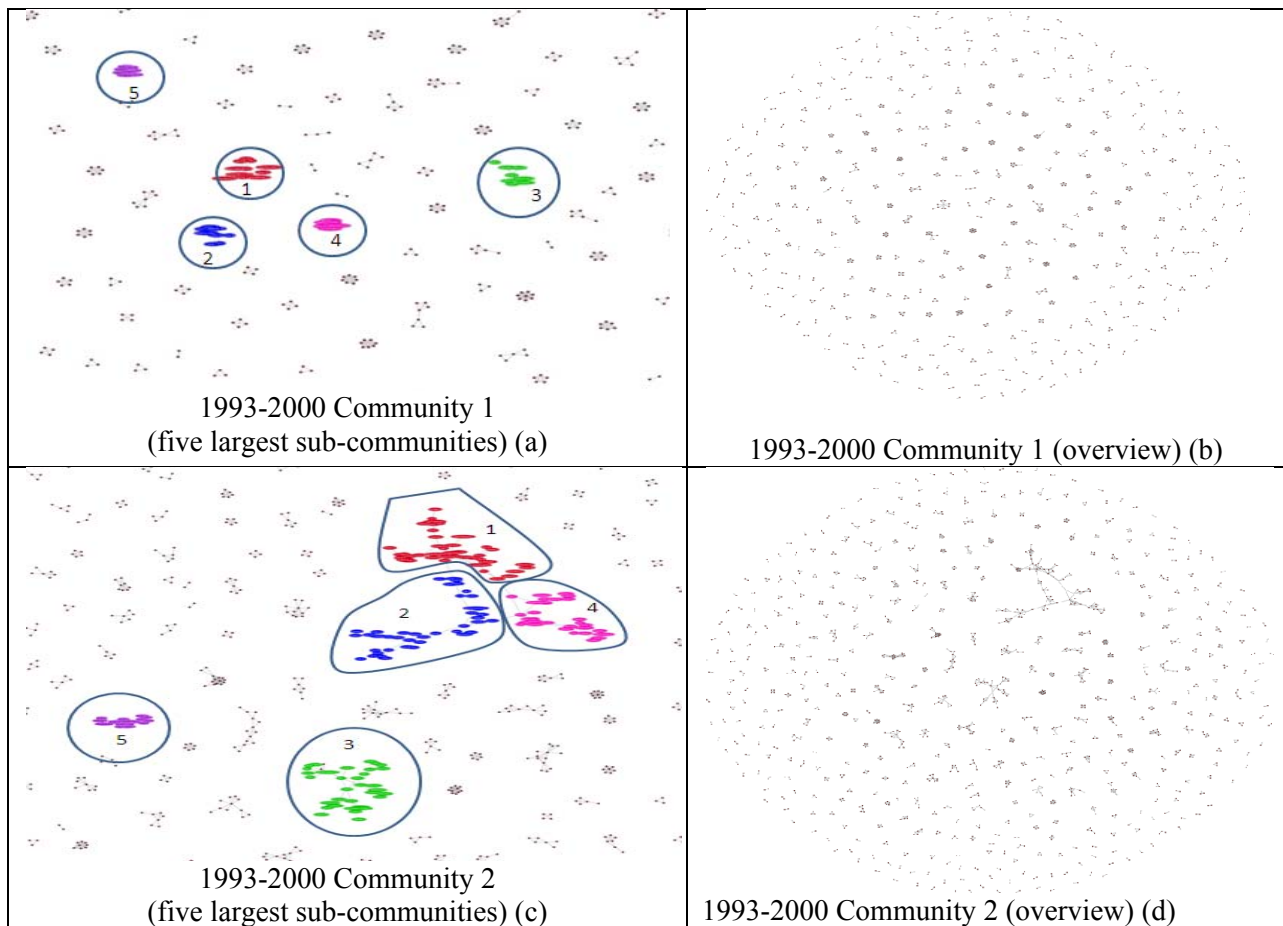 5
1
3
2
4
1993-2000 Community 1
(five largest sub-communities) (a)
1993-2000 Community 1 (overview) (b)
1
2
4
5
3
1993-2000 Community 2
(five largest sub-communities) (c)
1993-2000 Community 2 (overview) (d)